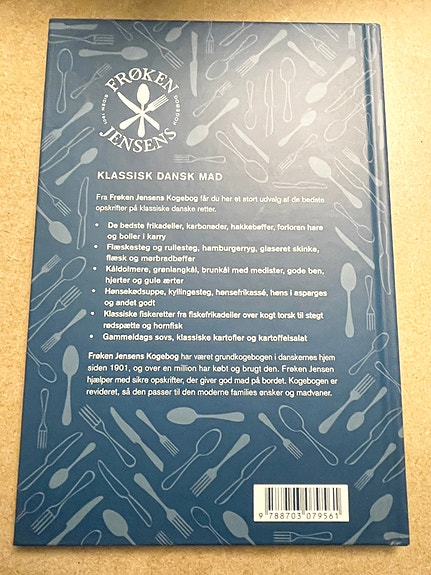 FRØKEN
SIDEN 1901
KOGEBOG
JENSENS
KLASSISK DANSK MAD
Fra Frøken Jensens Kogebog får du her et stort udvalg af de bedste
opskrifter på klassiske danske retter.
• De bedste frikadeller, karbonader, hakkebøffer, forloren hare
og boller i karry
• Flæskesteg og rullesteg, hamburgerryg, glaseret skinke,
flæsk og mørbradbøffer
• Kåldolmere, grønlangkål, brunkål med medister, gode ben,
hjerter og gule ærter
• Hønsekødsuppe, kyllingesteg, hønsefrikassé, høns i asparges
og andet godt
• Klassiske fiskeretter fra fiskefrikadeller over kogt torsk til stegt
rødspætte og hornfisk
• Gammeldags sovs, klassiske kartofler og kartoffelsalat
Frøken Jensens Kogebog har været grundkogebogen i danskernes hjem
siden 1901, og over en million har købt og brugt den. Frøken Jensen
hjælper med sikre opskrifter, der giver god mad på bordet. Kogebogen er
revideret, så den passer til den moderne families ønsker og madvaner.
9 788703 079561